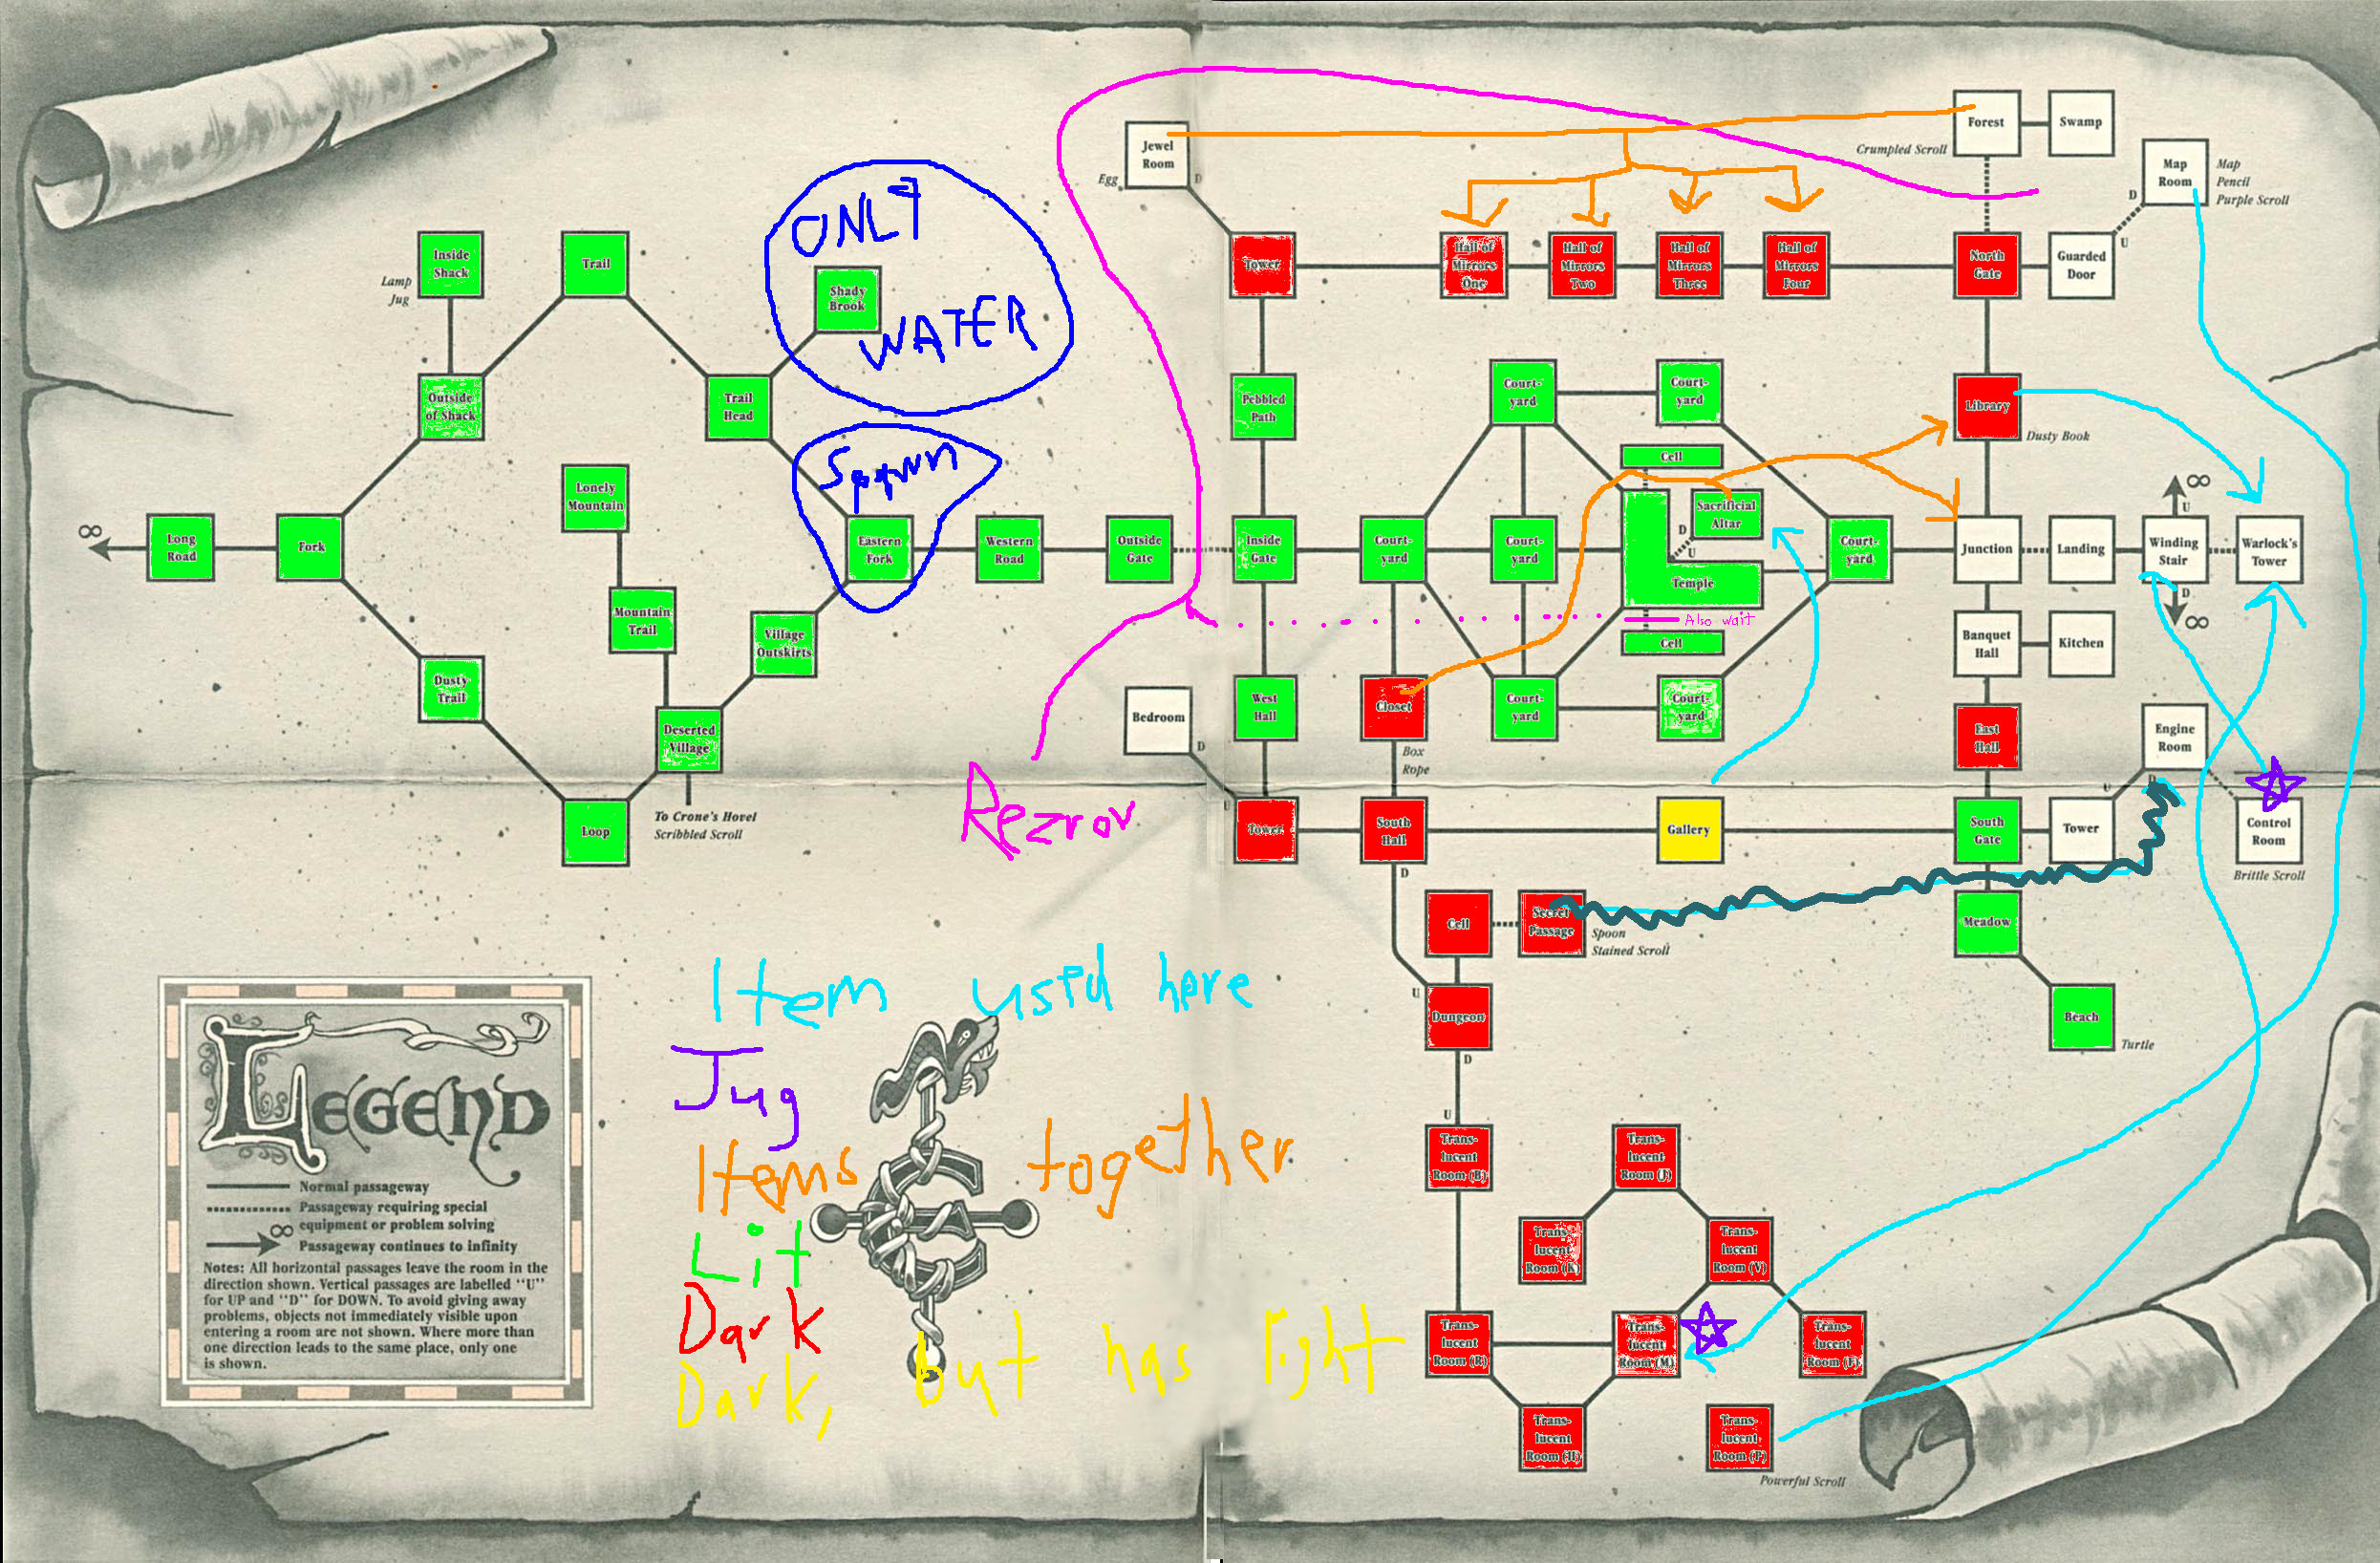 Forest
Swamp
Crumpled Scroll
Jewel
Room
Egg
D
Map
Room
Map
Pencil
Purple Scroll
D
U
Inside
Shack
Lamp
Jug
Trail
ONLY
WATER
Shady
Brook
Tower
Hall of
Mirrors
One
Hall of
Mirrors
Two
Hall of
Mirrors
Three
Hall of
Mirrors
Four
North
Gate
Guarded
Door
Outside
of Shack
Trail
Head
Pebbled
Path
Court-
yard
Court-
yard
Library
Dusty Book
Spawn
Lonely
Mountain
Cell
Sacrificial
Altar
D
U
Temple
Cell
Also wait
∞
Long
Road
Fork
Eastern
Fork
Western
Road
Outside
Gate
Inside
Gate
Court-
yard
Court-
yard
Court-
yard
Junction
Landing
Winding
Stair
∞
U
D
∞
Warlock's
Tower
Mountain
Trail
Village
Outskirts
Banquet
Hall
Kitchen
Dusty
Trail
Deserted
Village
To Crone's Hovel
Scribbled Scroll
Loop
Bedroom
D
U
West
Hall
Closet
Box
Rope
Court-
yard
Court-
yard
East
Hall
Engine
Room
D
U
Rezrov
Tower
South
Hall
D
Gallery
South
Gate
Tower
Control
Room
Brittle Scroll
Cell
Secret
Passage
Spoon
Stained Scroll
Meadow
U
Dungeon
D
Beach
Turtle
Item used here
Jug
Items together
Lit
Dark
Dark, but has light
U
Trans-
lucent
Room (B)
Trans-
lucent
Room (J)
Trans-
lucent
Room (K)
Trans-
lucent
Room (V)
Trans-
lucent
Room (R)
Trans-
lucent
Room (M)
Trans-
lucent
Room (F)
Trans-
lucent
Room (H)
Trans-
lucent
Room (P)
Powerful Scroll
LEGEND
Normal passageway
Passageway requiring special
equipment or problem solving
∞
Passageway continues to infinity
Notes: All horizontal passages leave the room in the
direction shown. Vertical passages are labelled "U"
for UP and "D" for DOWN. To avoid giving away
problems, objects not immediately visible upon
entering a room are not shown. Where more than
one direction leads to the same place, only one
is shown.